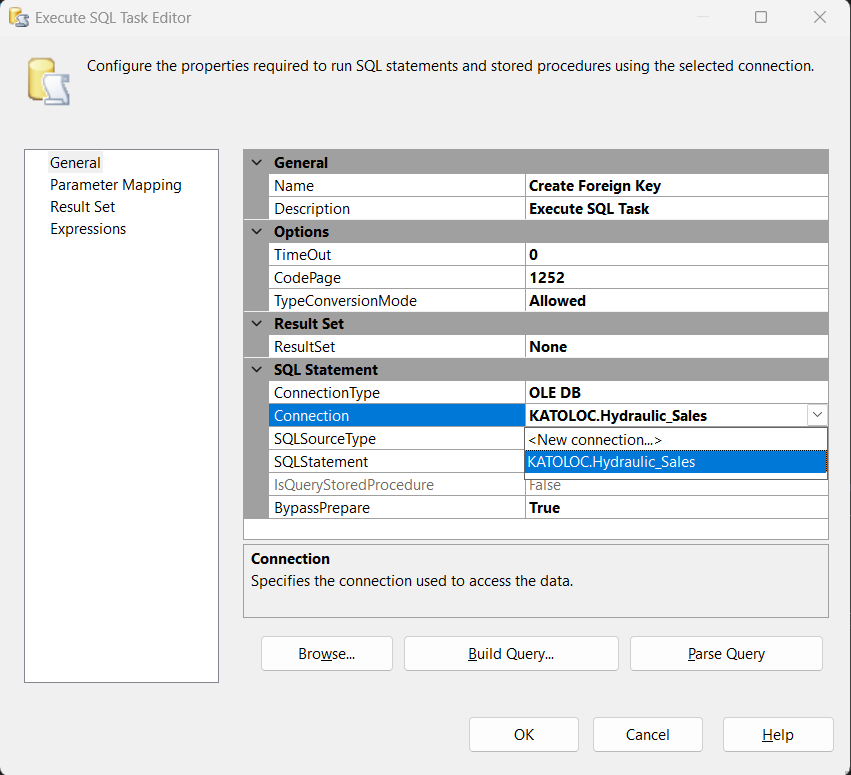 Execute SQL Task Editor
Configure the properties required to run SQL statements and stored procedures using the selected connection.
General
Parameter Mapping
Result Set
Expressions
General
Name Create Foreign Key
Description Execute SQL Task
Options
TimeOut 0
CodePage 1252
TypeConversionMode Allowed
Result Set
ResultSet None
SQL Statement
ConnectionType OLE DB
Connection KATOLOC.Hydraulic_Sales
SQLSourceType <New connection...>
SQLStatement KATOLOC.Hydraulic_Sales
IsQueryStoredProcedure False
BypassPrepare True
Connection
Specifies the connection used to access the data.
Browse... Build Query... Parse Query
OK Cancel Help